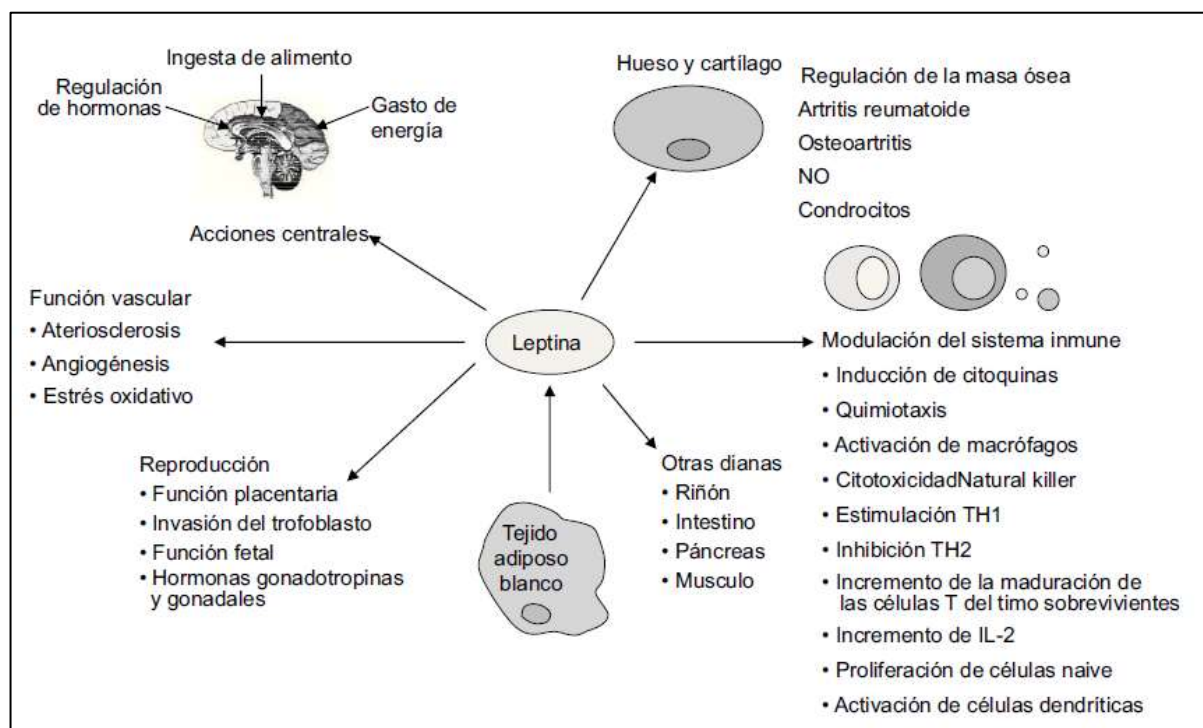 Ingesta de alimento
Regulación
de hormonas
Gasto de
energía
Acciones centrales
Hueso y cartílago
Regulación de la masa ósea
Artritis reumatoide
Osteoartritis
NO
Condrocitos
Función vascular
• Ateriosclerosis
• Angiogénesis
• Estrés oxidativo
Leptina
Modulación del sistema inmune
• Inducción de citoquinas
• Quimiotaxis
• Activación de macrófagos
• CitotoxicidadNatural killer
• Estimulación TH1
• Inhibición TH2
• Incremento de la maduración de
las células T del timo sobrevivientes
• Incremento de IL-2
• Proliferación de células naive
• Activación de células dendríticas
Reproducción
• Función placentaria
• Invasión del trofoblasto
• Función fetal
• Hormonas gonadotropinas
y gonadales
Tejido
adiposo
blanco
Otras dianas
• Riñón
• Intestino
• Páncreas
• Musculo